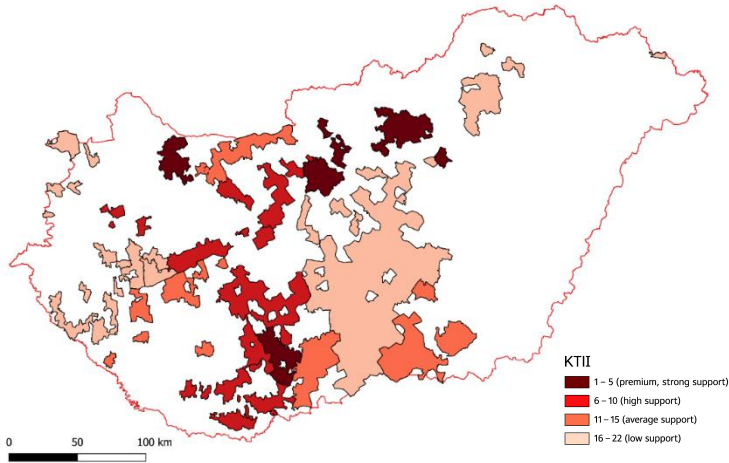 KTII
1 – 5 (premium, strong support)
6 – 10 (high support)
11 – 15 (average support)
16 – 22 (low support)
0 50 100 km